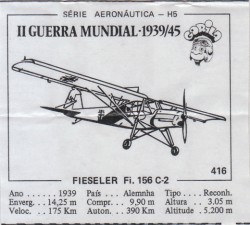 SÉRIE AERONÁUTICA – H5
II GUERRA MUNDIAL-1939/45
416
FIESELER Fi. 156 C-2
Ano ...... 1939 País ... Alemnha Tipo .... Reconh.
Enverg... 14,25 m Compr... 9,90 m Altura ... 3,05 m
Veloc. .. 175 Km Auton. .. 390 Km Altitude . 5.200 m